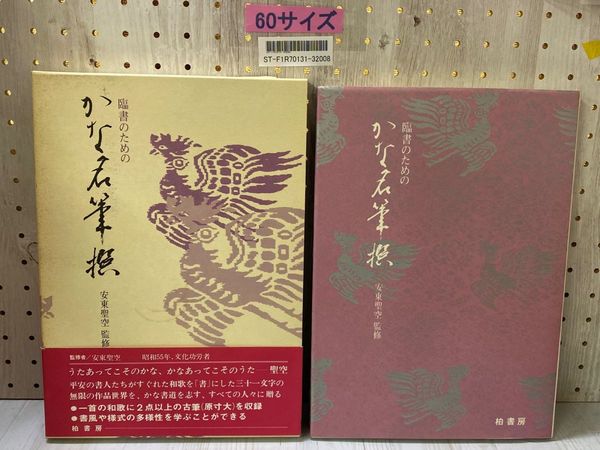 60サイズ
ST-F1R70131-32008
臨書のための
かな名筆撰
安東聖空 監修
監修者/安東聖空 昭和55年、文化功労者
うたあってこそのかな、かなあってこそのうた――聖空
平安の書人たちがすぐれた和歌を「書」にした三十一文字の
無限の作品世界を、かな書道を志す、すべての人々に贈る
●一首の和歌に2点以上の古筆(原寸大)を収録
●書風や様式の多様性を学ぶことができる
柏書房
臨書のための
かな名筆撰
安東聖空 監修
柏書房